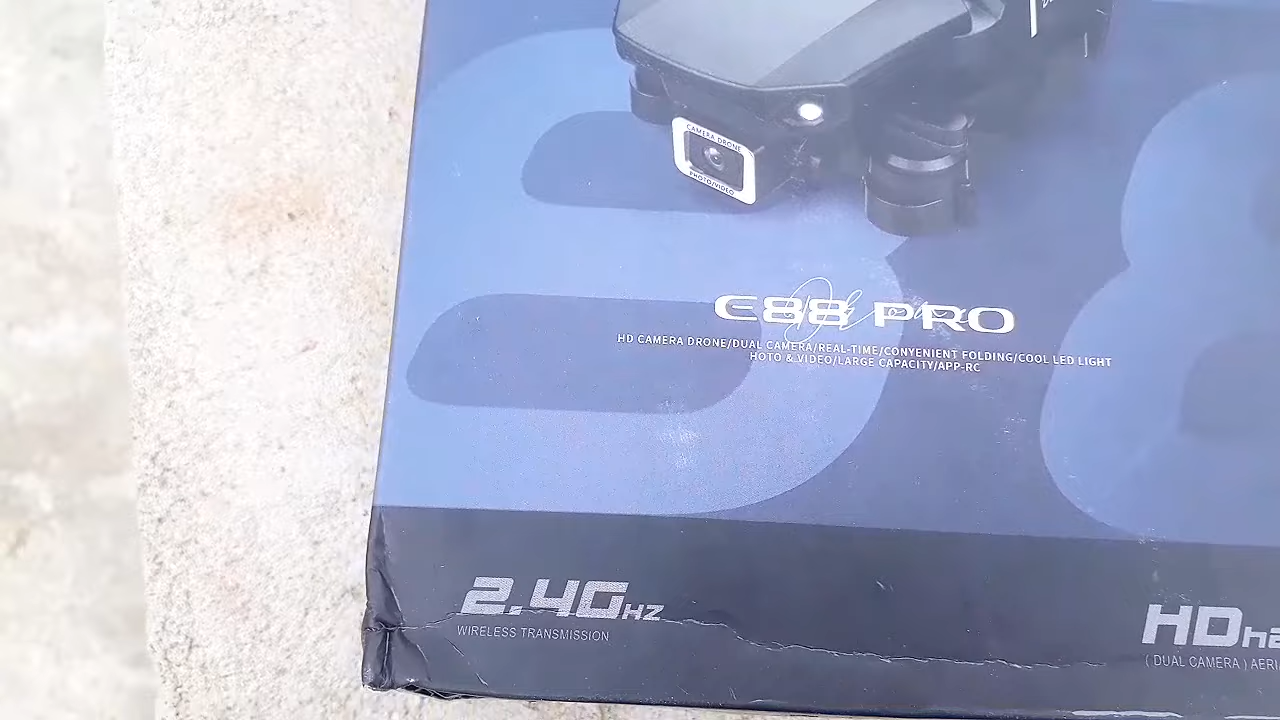 CAMERA DRONE
PHOTO/VIDEO
E88 PRO
HD CAMERA DRONE/DUAL CAMERA/REAL-TIME/CONVENIENT FOLDING/COOL LED LIGHT
HOTO & VIDEO/LARGE CAPACITY/APP-RC
2.4GHZ
WIRELESS TRANSMISSION
HD
( DUAL CAMERA )